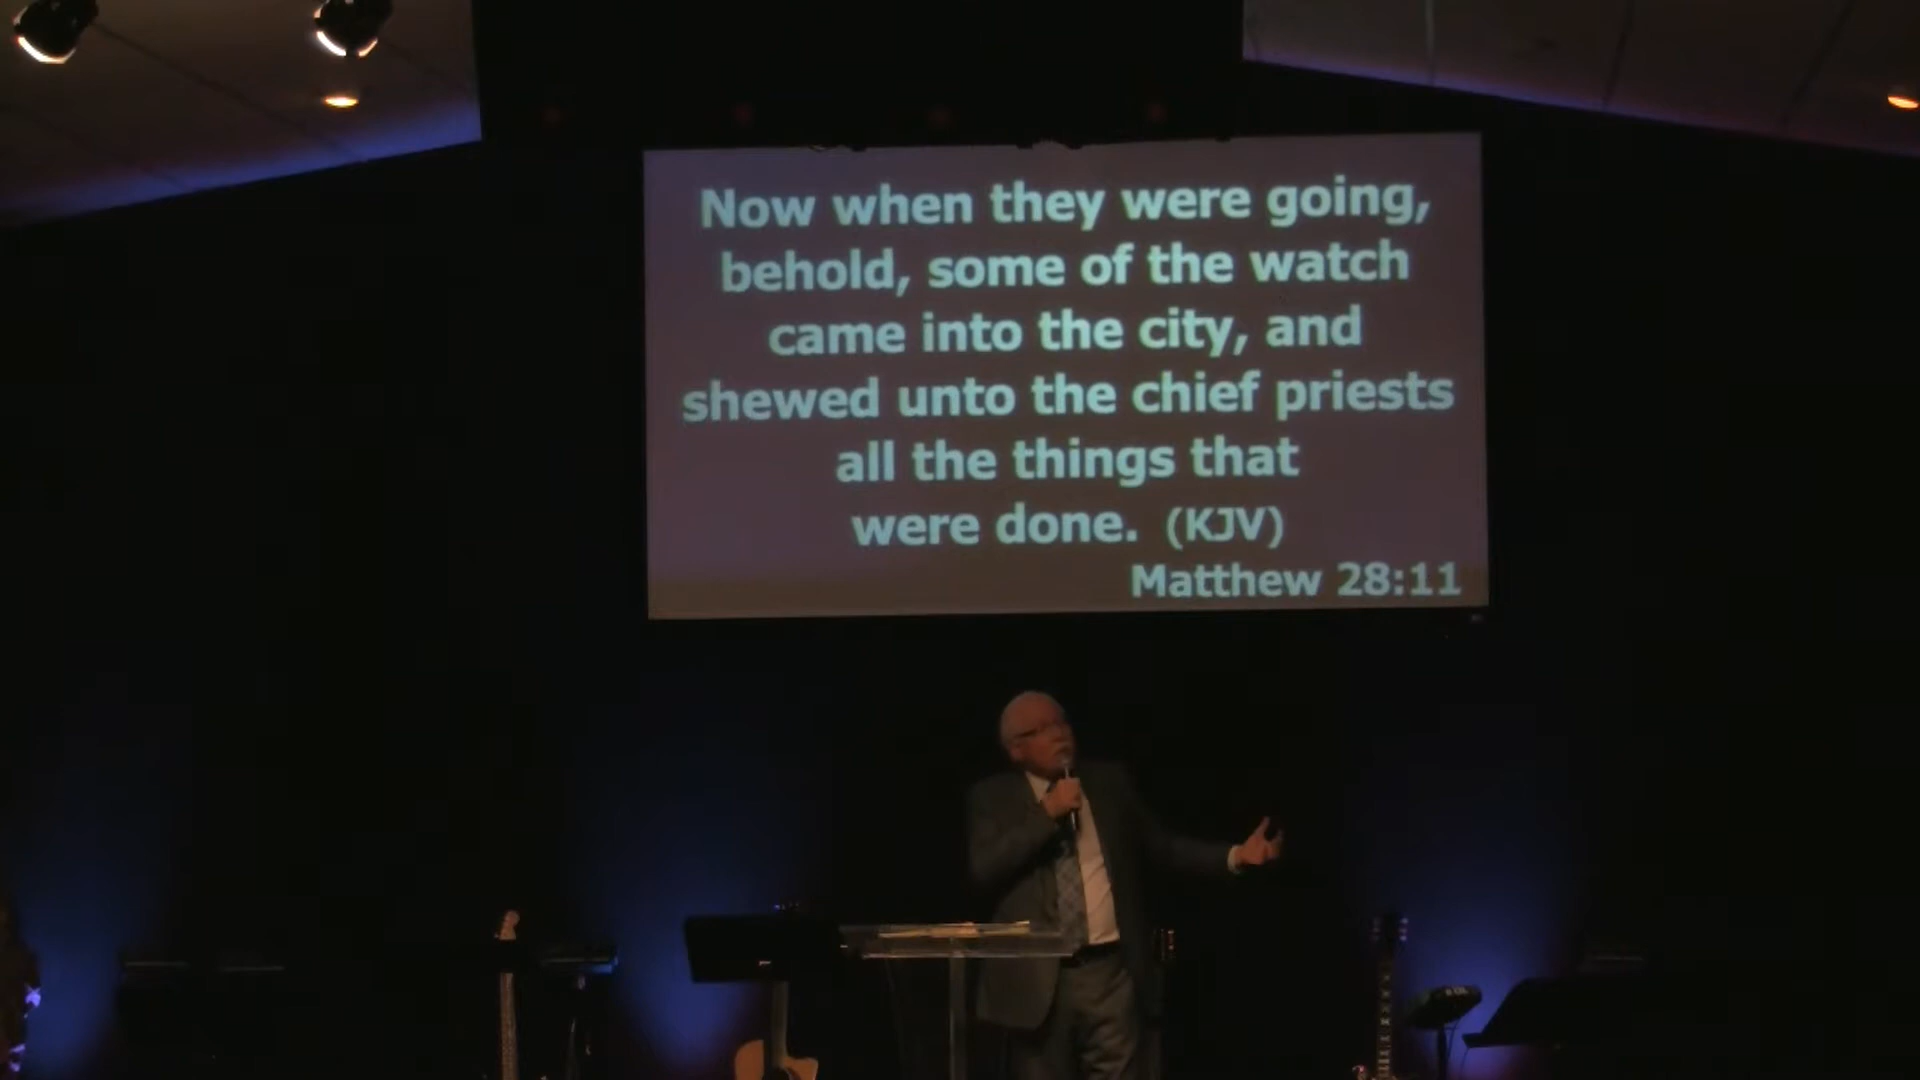 Now when they were going,
behold, some of the watch
came into the city, and
shewed unto the chief priests
all the things that
were done. (KJV)
Matthew 28:11